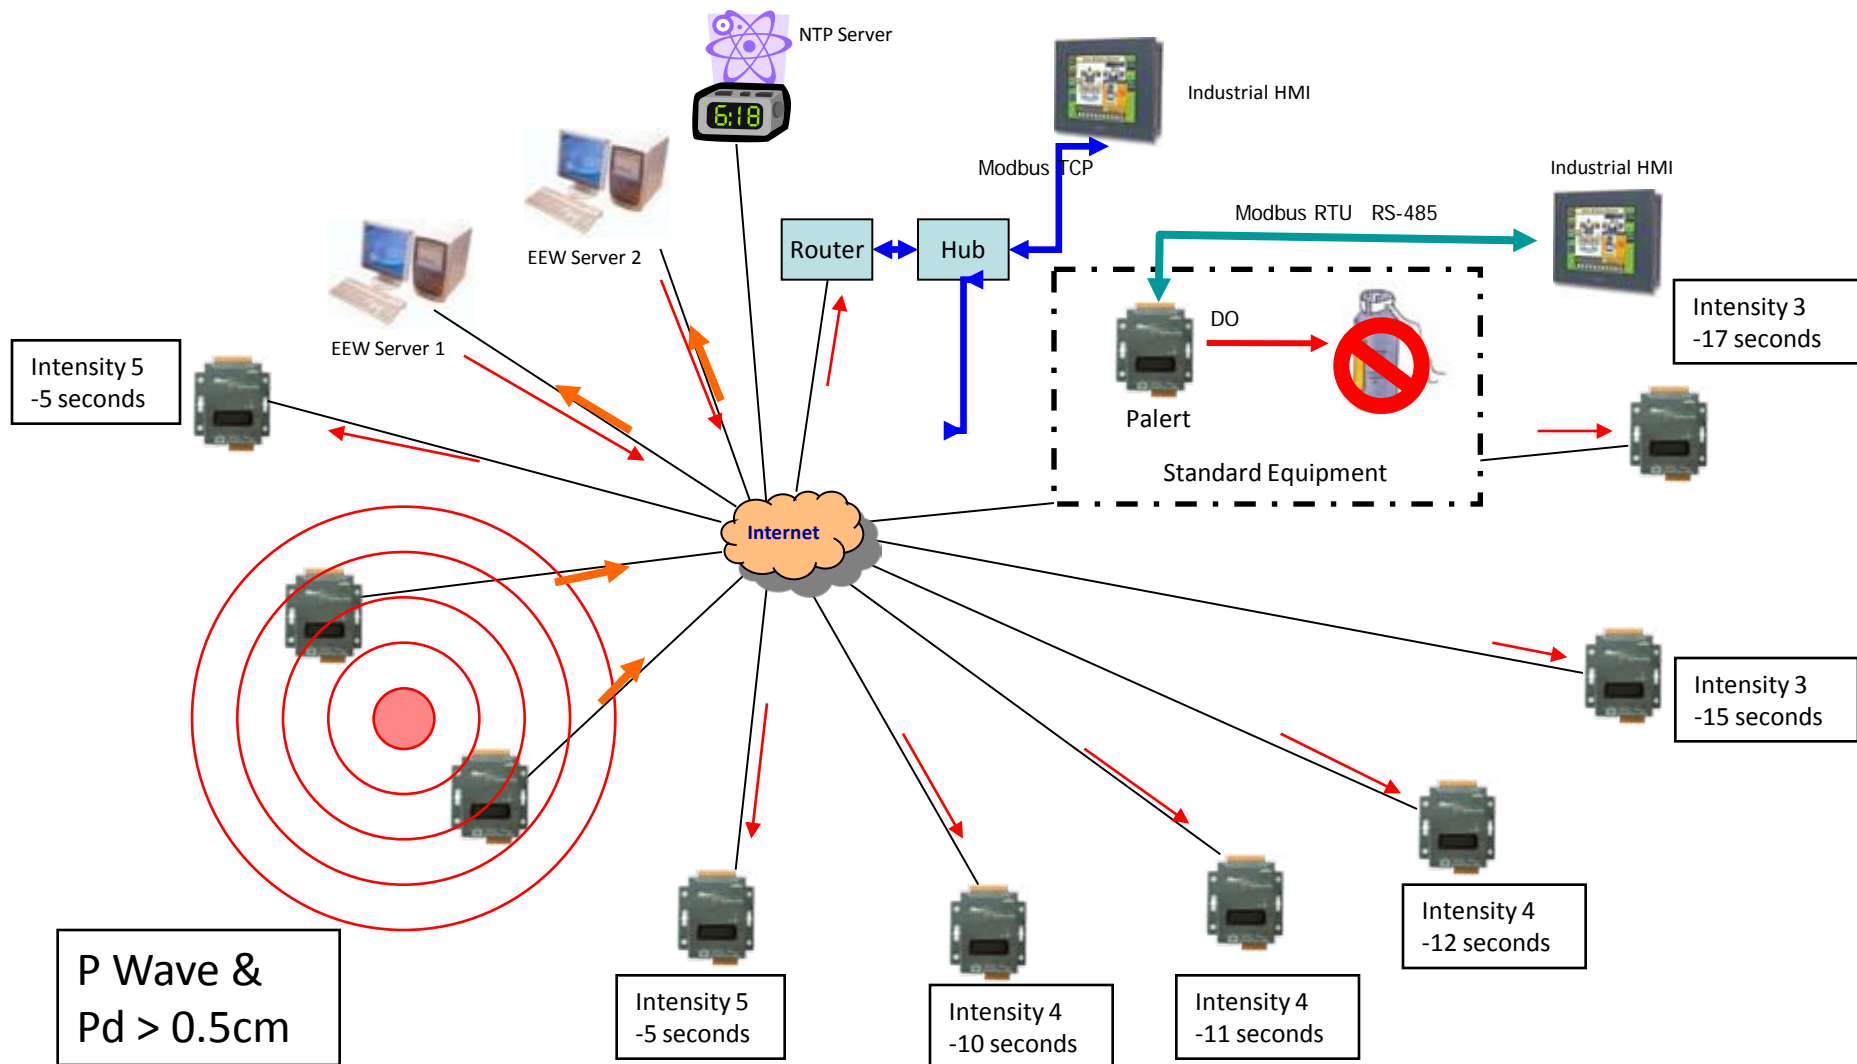 NTP Server
6:18
Industrial HMI
Modbus TCP
Industrial HMI
Modbus RTU RS-485
Router
Hub
EEW Server 2
EEW Server 1
Intensity 3
-17 seconds
DO
Intensity 5
-5 seconds
Palert
Standard Equipment
Internet
Intensity 3
-15 seconds
Intensity 4
-12 seconds
P Wave &
Pd > 0.5cm
Intensity 5
-5 seconds
Intensity 4
-10 seconds
Intensity 4
-11 seconds